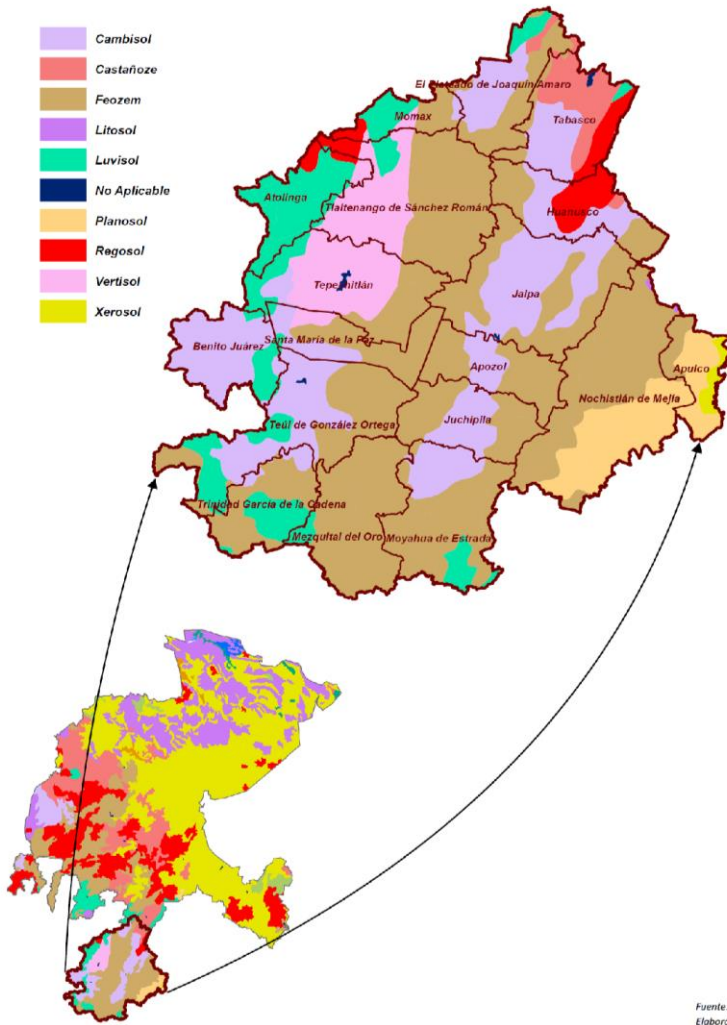 Cambisol
Castañoze
Feozem
Litosol
Luvisol
No Aplicable
Planosol
Regosol
Vertisol
Xerosol
El Plateado de Joaquín Amaro
Momax
Tabasco
Atolinga
Tlaltenango de Sánchez Román
Huanusco
Tepechitlán
Jalpa
Benito Juárez
Santa María de la Paz
Apozol
Apulco
Nochistlán de Mejía
Teúl de González Ortega
Juchipila
Trinidad García de la Cadena
Mezquital del Oro
Moyahua de Estrada
Fuente
Elaboró